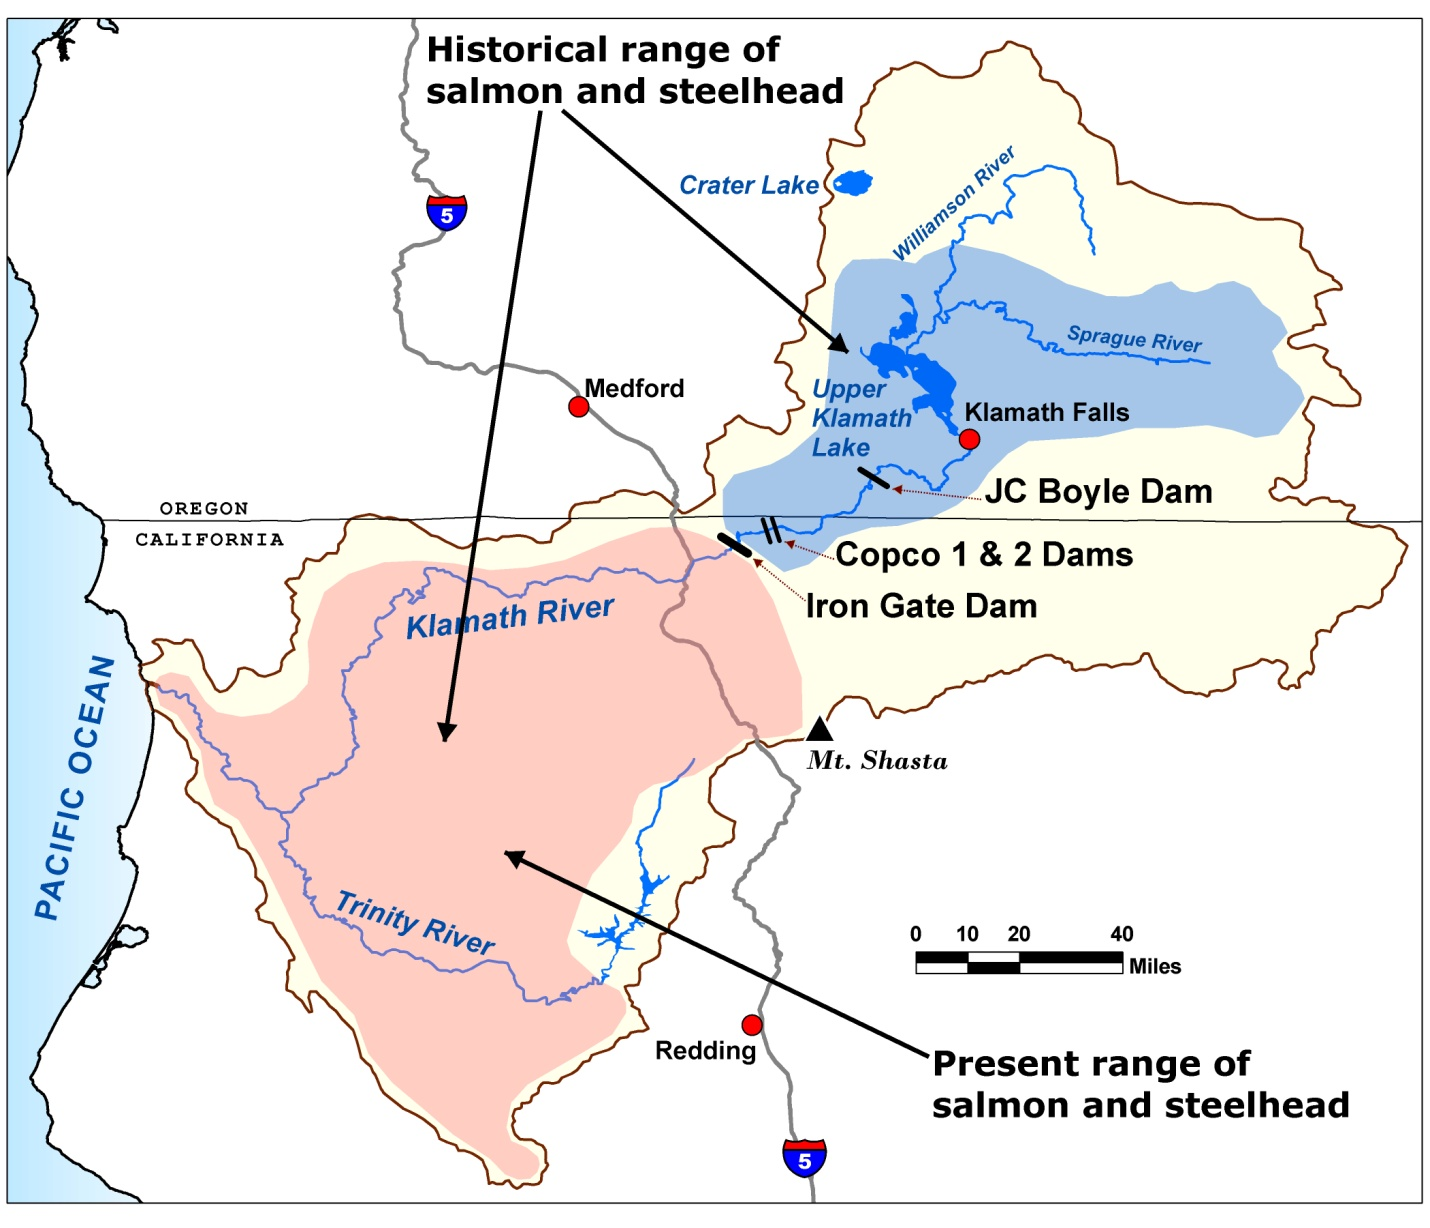 Historical range of
salmon and steelhead
Crater Lake
Williamson River
5
Sprague River
Medford
Upper
Klamath
Lake
Klamath Falls
JC Boyle Dam
OREGON
CALIFORNIA
Copco 1 & 2 Dams
Iron Gate Dam
Klamath River
PACIFIC OCEAN
Mt. Shasta
Trinity River
0 10 20 40
Miles
Redding
Present range of
salmon and steelhead
5